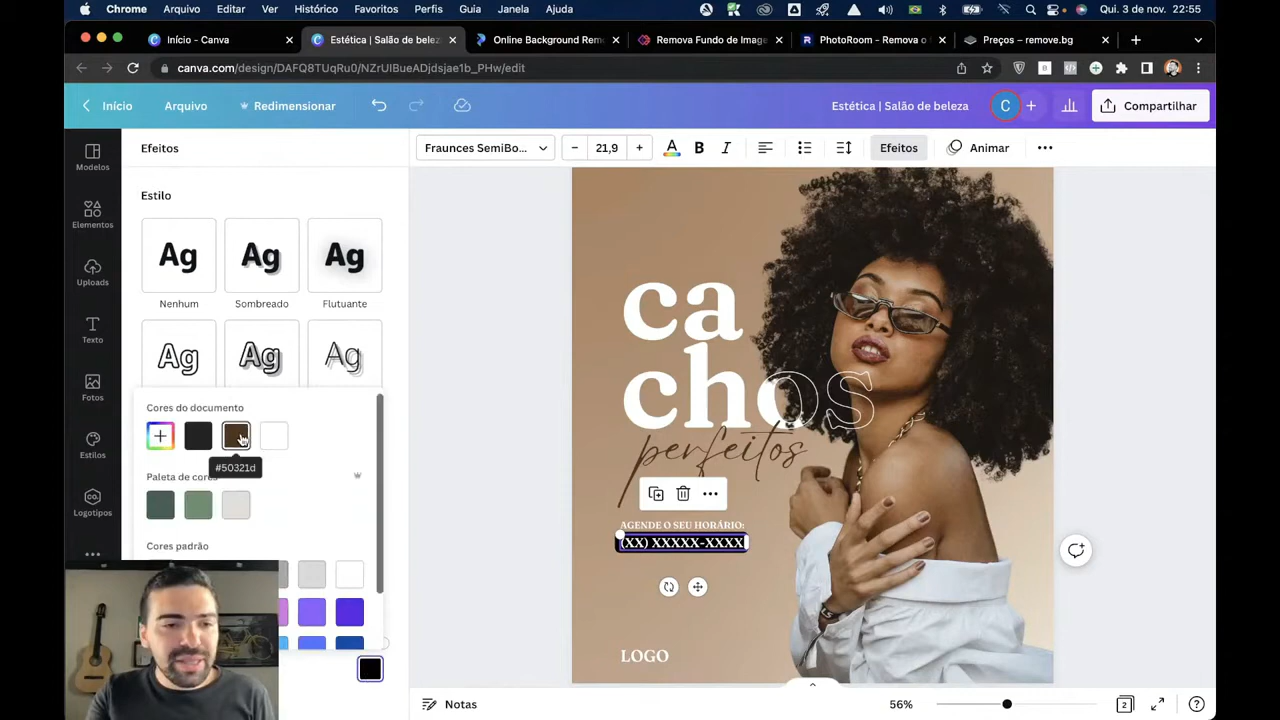 Chrome Arquivo Editar Ver Histórico Favoritos Perfis Guia Janela Ajuda Qui. 3 de nov. 22:55
Início - Canva
Estética | Salão de belez
Online Background Rem
Remova Fundo de Image
PhotoRoom - Remova o
Preços – remove.bg
canva.com/design/DAFQ8TUqRu0/NZrUIBueADjdsjae1b_PHw/edit
Início Arquivo Redimensionar Estética | Salão de beleza C Compartilhar
Efeitos
Fraunces SemiBo... 21,9 A B I Efeitos Animar
Modelos
Elementos
Uploads
Texto
Fotos
Estilos
CO.
Logotipos
Estilo
Ag Ag Ag
Nenhum Sombreado Flutuante
Ag Ag Ag
Cores do documento
#50321d
Paleta de cores
Cores padrão
ca
chos
perfeitos
AGENDE O SEU HORÁRIO:
(XX) XXXXX-XXXX
LOGO
Notas
56%
2